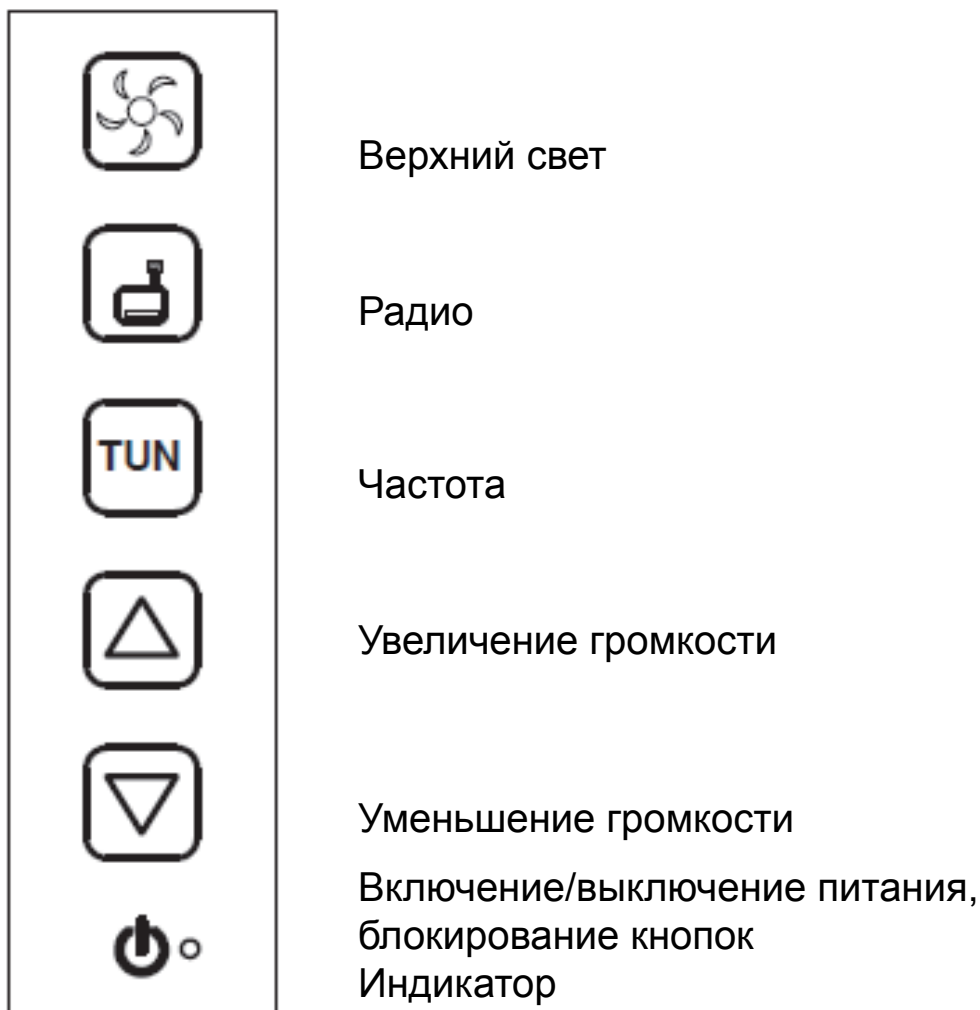 Верхний свет
Радио
TUN
Частота
Увеличение громкости
Уменьшение громкости
Включение/выключение питания,
блокирование кнопок
Индикатор